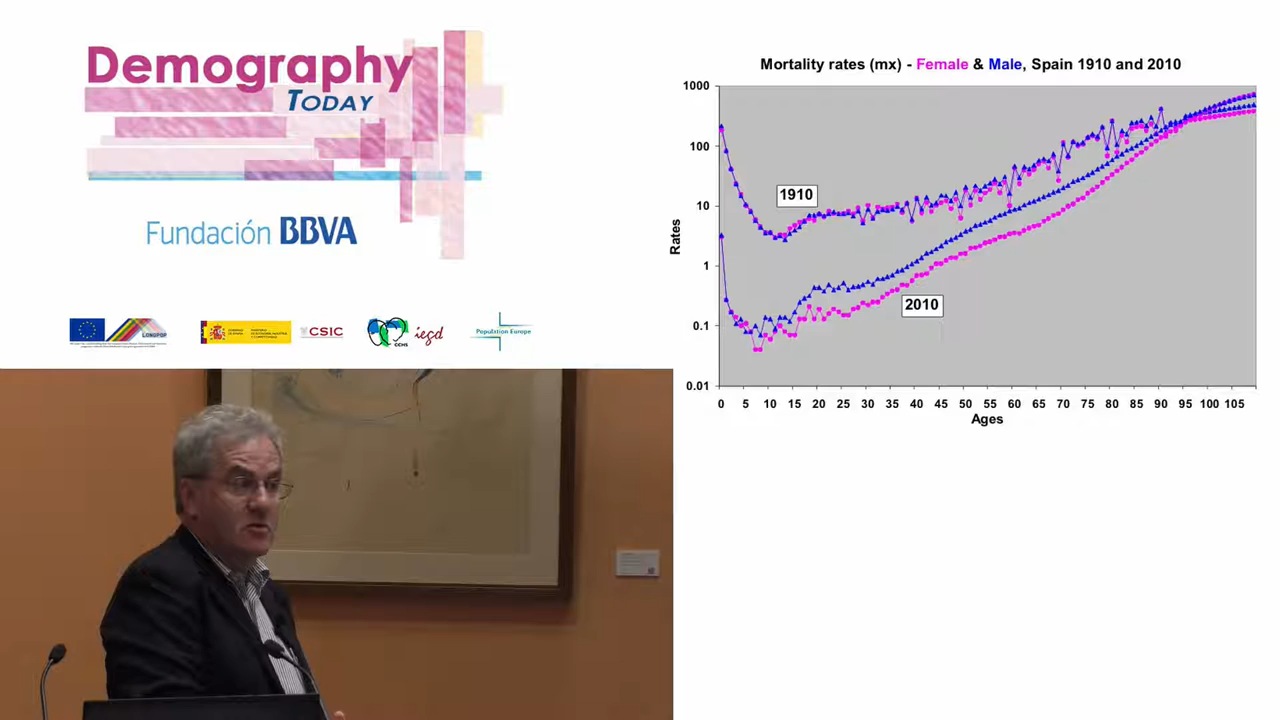 Demography
TODAY
Fundación BBVA
LONGPOP
CSIC
CCHS
iegd
Population Europe
Mortality rates (mx) - Female & Male, Spain 1910 and 2010
1000
100
10
1
0.1
0.01
Rates
1910
2010
0 5 10 15 20 25 30 35 40 45 50 55 60 65 70 75 80 85 90 95 100 105
Ages